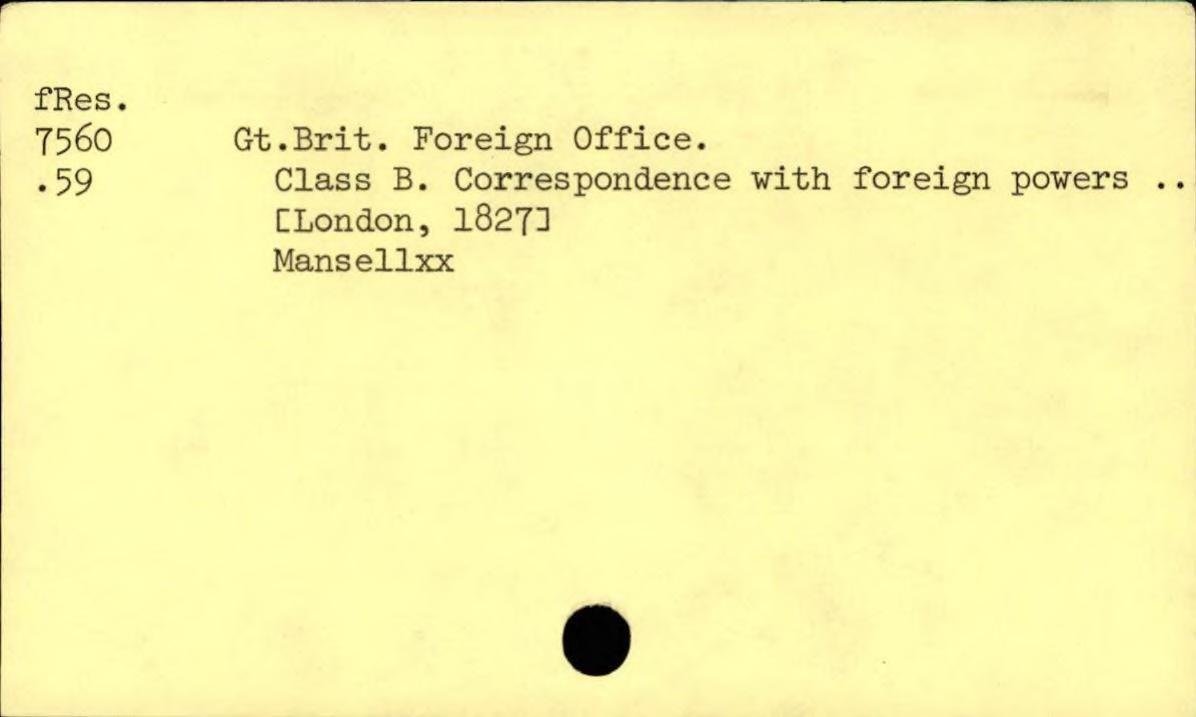 fRes.
7560 Gt.Brit. Foreign Office.
.59 Class B. Correspondence with foreign powers ..
[London, 1827]
Mansellxx